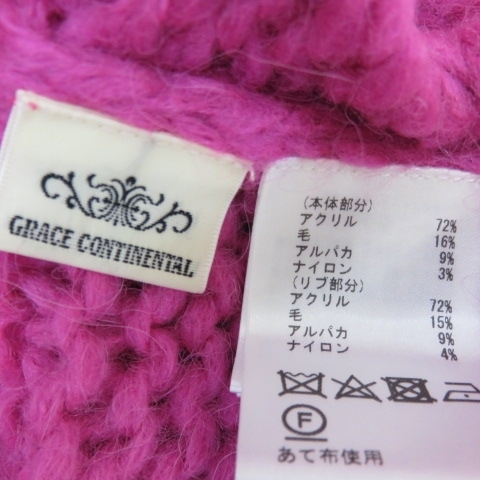 GRACE CONTINENTAL
(本体部分)
アクリル 72%
毛 16%
アルパカ 9%
ナイロン 3%
(リブ部分)
アクリル 72%
毛 15%
アルパカ 9%
ナイロン 4%
F
あて布使用